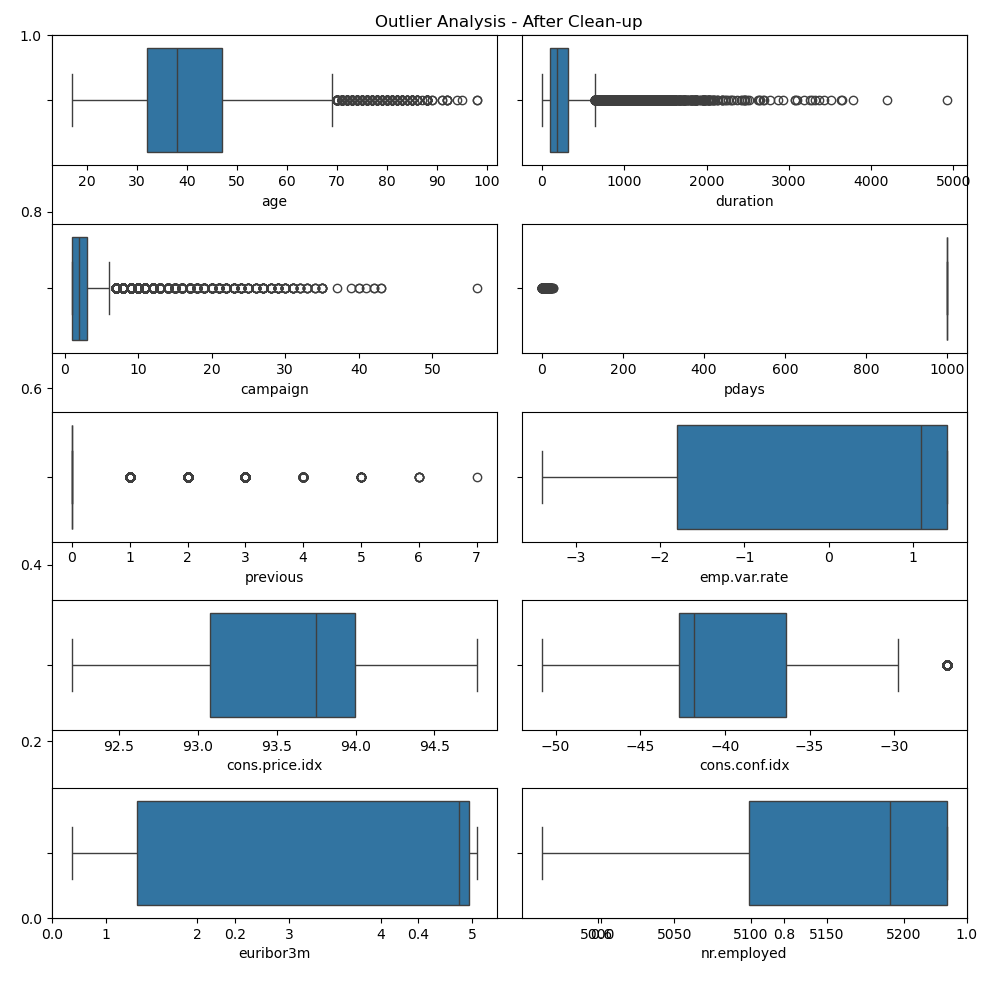 Outlier Analysis - After Clean-up
1.0
20 30 40 50 60 70 80 90 100
age
0 1000 2000 3000 4000 5000
duration
0.8
0 10 20 30 40 50
campaign
0 200 400 600 800 1000
pdays
0.6
0 1 2 3 4 5 6 7
previous
−3 −2 −1 0 1
emp.var.rate
0.4
92.5 93.0 93.5 94.0 94.5
cons.price.idx
−50 −45 −40 −35 −30
cons.conf.idx
0.2
0.0
0.0 1 2 0.2 3 4 0.4 5
euribor3m
5000 0.6 5050 5100 0.8 5150 5200 1.0
nr.employed